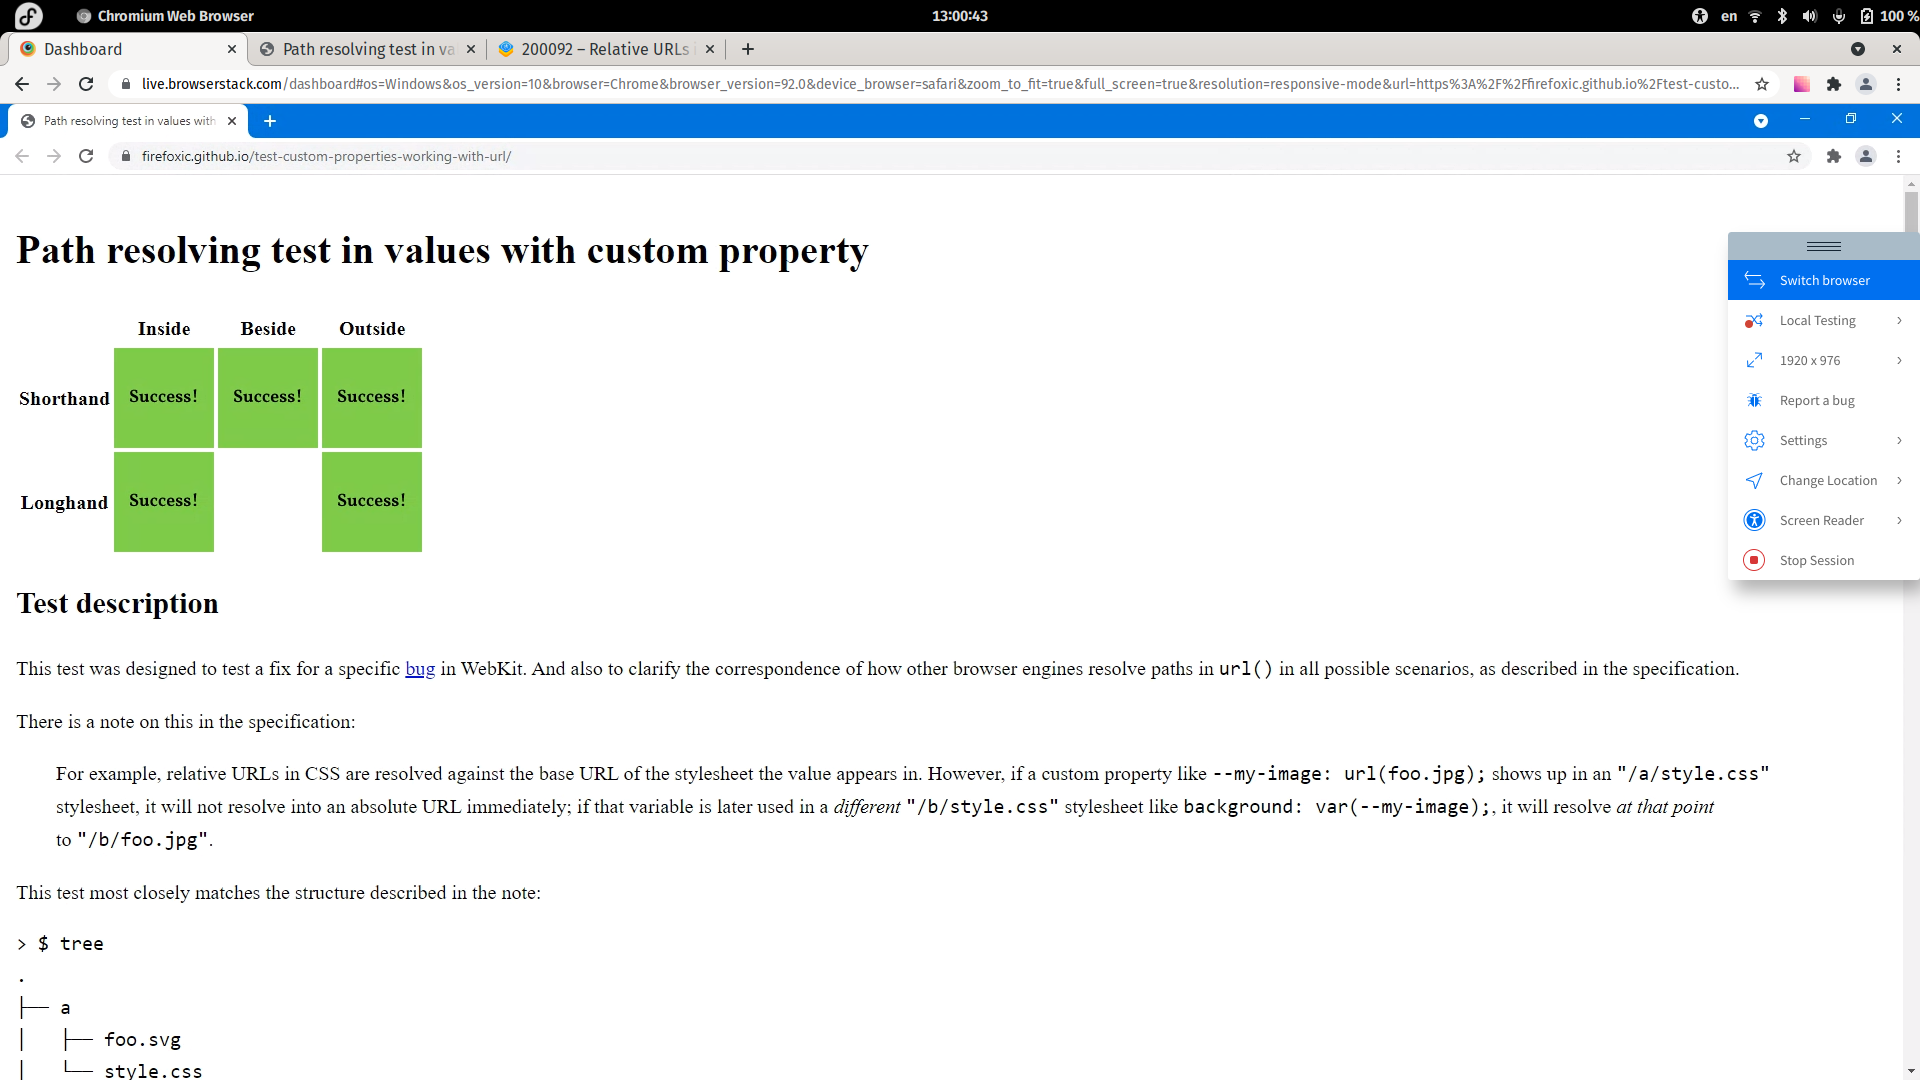 Chromium Web Browser
13:00:43
en
100 %
Dashboard
Path resolving test in va
200092 – Relative URLs
live.browserstack.com/dashboard#os=Windows&os_version=10&browser=Chrome&browser_version=92.0&device_browser=safari&zoom_to_fit=true&full_screen=true&resolution=responsive-mode&url=https%3A%2F%2Ffirefoxic.github.io%2Ftest-custo...
Path resolving test in values with
firefoxic.github.io/test-custom-properties-working-with-url/
Path resolving test in values with custom property
Inside Beside Outside
Shorthand Success! Success! Success!
Longhand Success! Success!
Switch browser
Local Testing
1920 x 976
Report a bug
Settings
Change Location
Screen Reader
Stop Session
Test description
This test was designed to test a fix for a specific bug in WebKit. And also to clarify the correspondence of how other browser engines resolve paths in url() in all possible scenarios, as described in the specification.
There is a note on this in the specification:
For example, relative URLs in CSS are resolved against the base URL of the stylesheet the value appears in. However, if a custom property like --my-image: url(foo.jpg); shows up in an "/a/style.css"
stylesheet, it will not resolve into an absolute URL immediately; if that variable is later used in a different "/b/style.css" stylesheet like background: var(--my-image);, it will resolve at that point
to "/b/foo.jpg".
This test most closely matches the structure described in the note:
> $ tree
.
├── a
│   ├── foo.svg
│   └── style.css